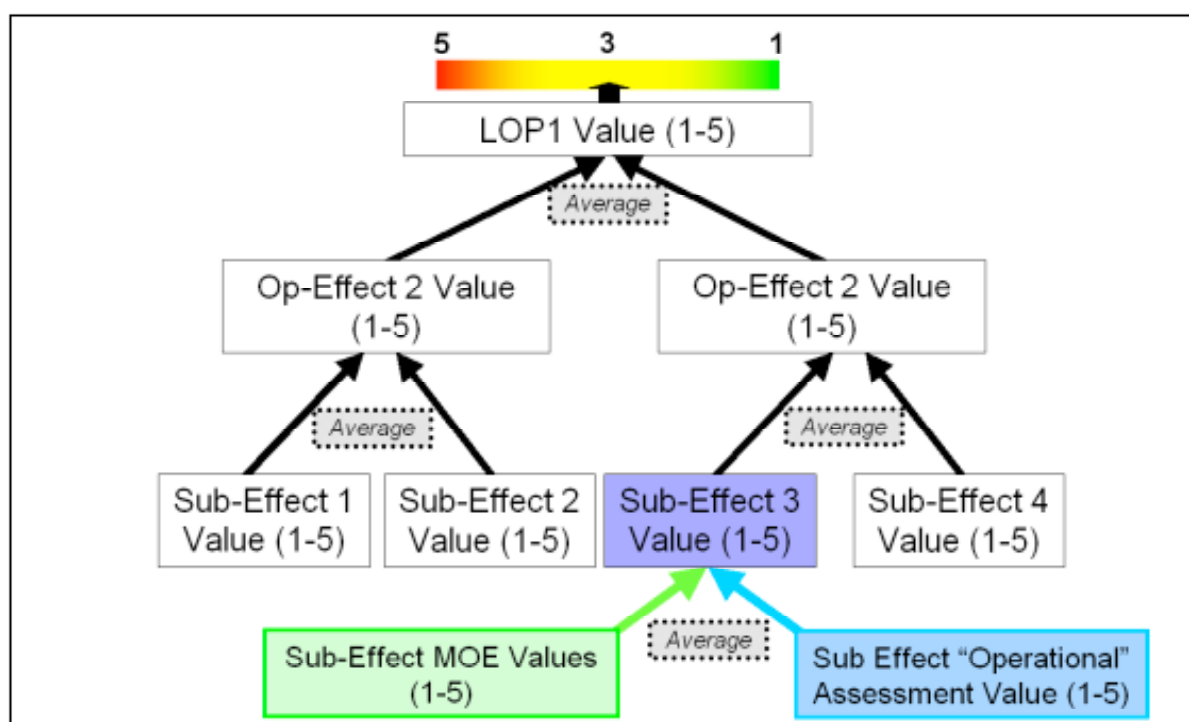 5 3 1
LOP1 Value (1-5)
Average
Op-Effect 2 Value
(1-5)
Op-Effect 2 Value
(1-5)
Average
Average
Sub-Effect 1
Value (1-5)
Sub-Effect 2
Value (1-5)
Sub-Effect 3
Value (1-5)
Sub-Effect 4
Value (1-5)
Average
Sub-Effect MOE Values
(1-5)
Sub Effect “Operational”
Assessment Value (1-5)